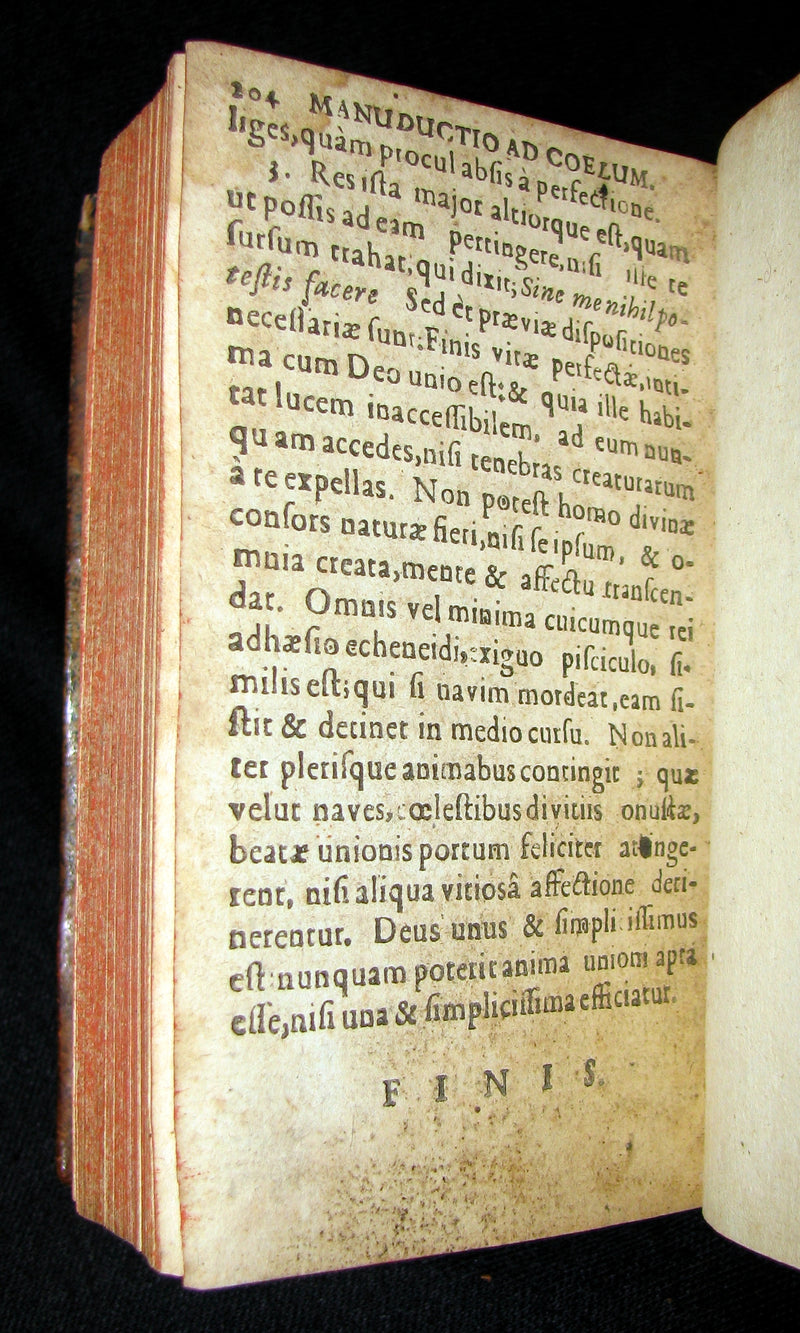 204 MANUDUCTIO AD COELUM.
liges, quàm procul absis à perfectione.
3. Res ista major altiorque est, quam
ut possis ad eam pertingere, nisi ille te
sursum trahat, qui dixit; Sine me nihil po-
testis facere Sed et præviæ dispositiones
necessariæ sunt: Finis vitæ perfectæ, inti-
ma cum Deo unio est: & quia ille habi-
tat lucem inaccessibilem, ad eum nun-
quam accedes, nisi tenebras creaturarum
à te expellas. Non potest homo divinæ
consors naturæ fieri, nisi seipsum, & o-
mnia creata, mente & affectu transcen-
dat. Omnis vel minima cuicumque rei
adhæsio echeneidi, exiguo pisciculo, si-
milis est; qui si navim mordeat, eam si-
stit & detinet in medio cursu. Non ali-
ter plerisque animabus contingit ; quæ
velut naves, cœlestibus divitiis onustæ,
beatæ unionis portum feliciter attinge-
rent, nisi aliqua vitiosâ affectione deti-
nerentur. Deus unus & simplicissimus
est nunquam poterit anima unioni apta
esse, nisi una & simplicissima efficiatur.
FINIS.